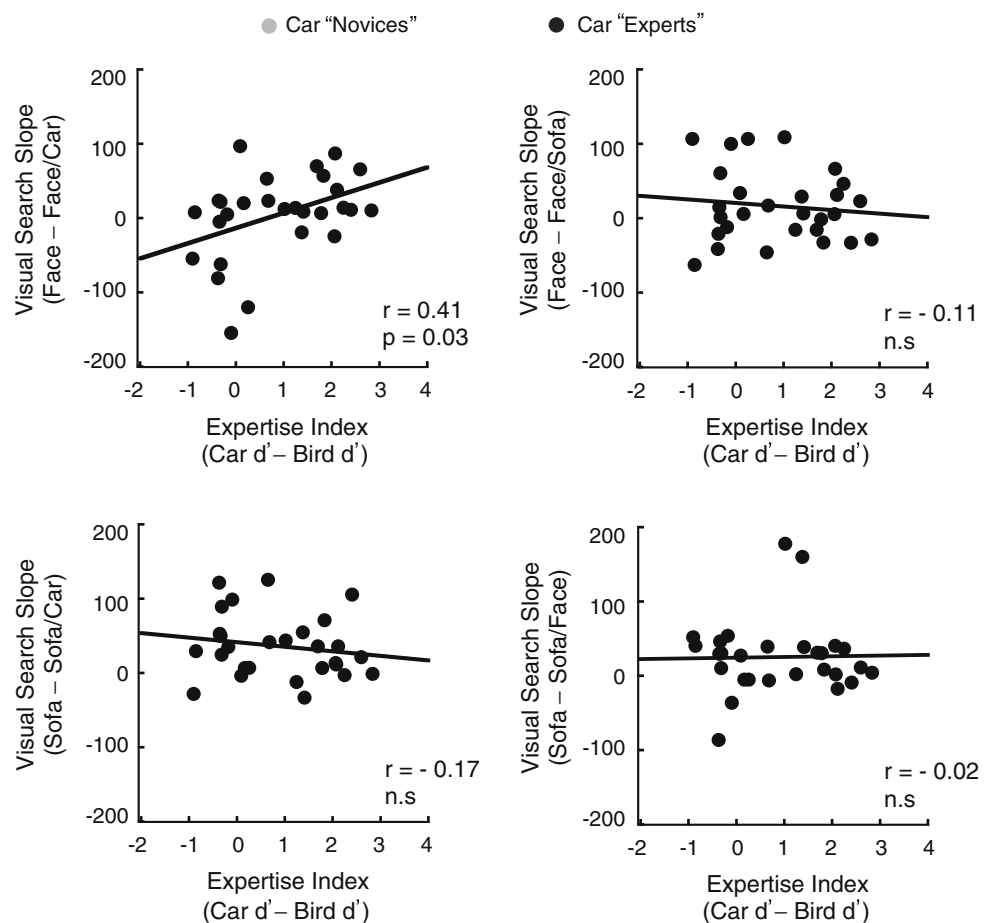 Car “Novices” Car “Experts”
Visual Search Slope
(Face – Face/Car)
200
100
0
-100
-200
r = 0.41
p = 0.03
-2 -1 0 1 2 3 4
Expertise Index
(Car d’– Bird d’)
Visual Search Slope
(Face – Face/Sofa)
200
100
0
-100
-200
r = - 0.11
n.s
-2 -1 0 1 2 3 4
Expertise Index
(Car d’– Bird d’)
Visual Search Slope
(Sofa – Sofa/Car)
200
100
0
-100
-200
r = - 0.17
n.s
-2 -1 0 1 2 3 4
Expertise Index
(Car d’– Bird d’)
Visual Search Slope
(Sofa – Sofa/Face)
200
100
0
-100
-200
r = - 0.02
n.s
-2 -1 0 1 2 3 4
Expertise Index
(Car d’– Bird d’)